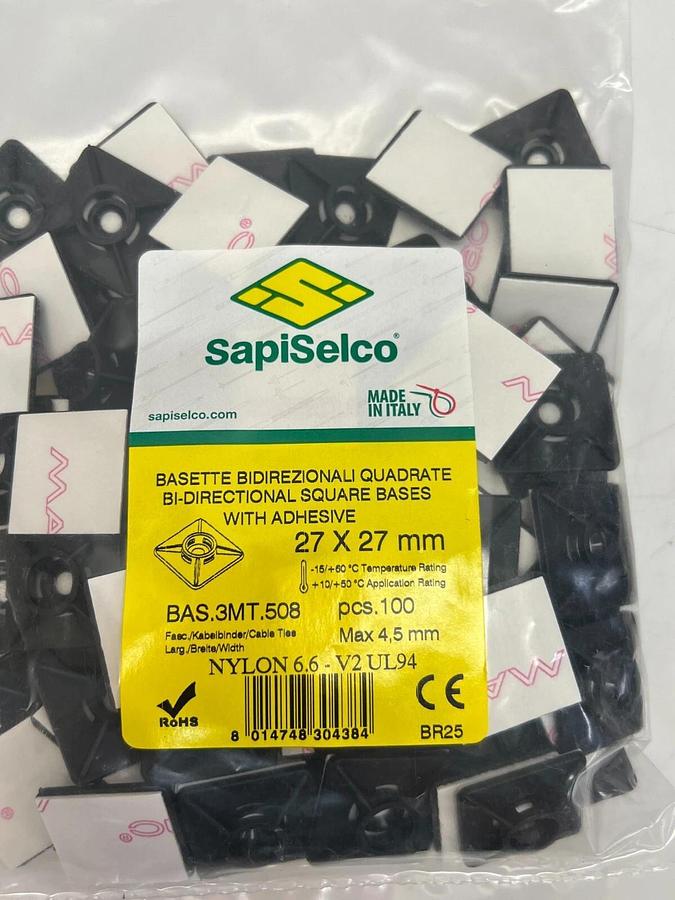 sapiSelco®
sapiselco.com
MADE
IN ITALY
BASETTE BIDIREZIONALI QUADRATE
BI-DIRECTIONAL SQUARE BASES
WITH ADHESIVE
27 X 27 mm
-15/+60 °C Temperature Rating
+10/+50 °C Application Rating
BAS.3MT.508 pcs.100
Fasc./Kabelbinder/Cable Ties
Larg./Breite/Width
Max 4,5 mm
NYLON 6.6 - V2 UL94
RoHS
CE
8 014748 304384
BR25